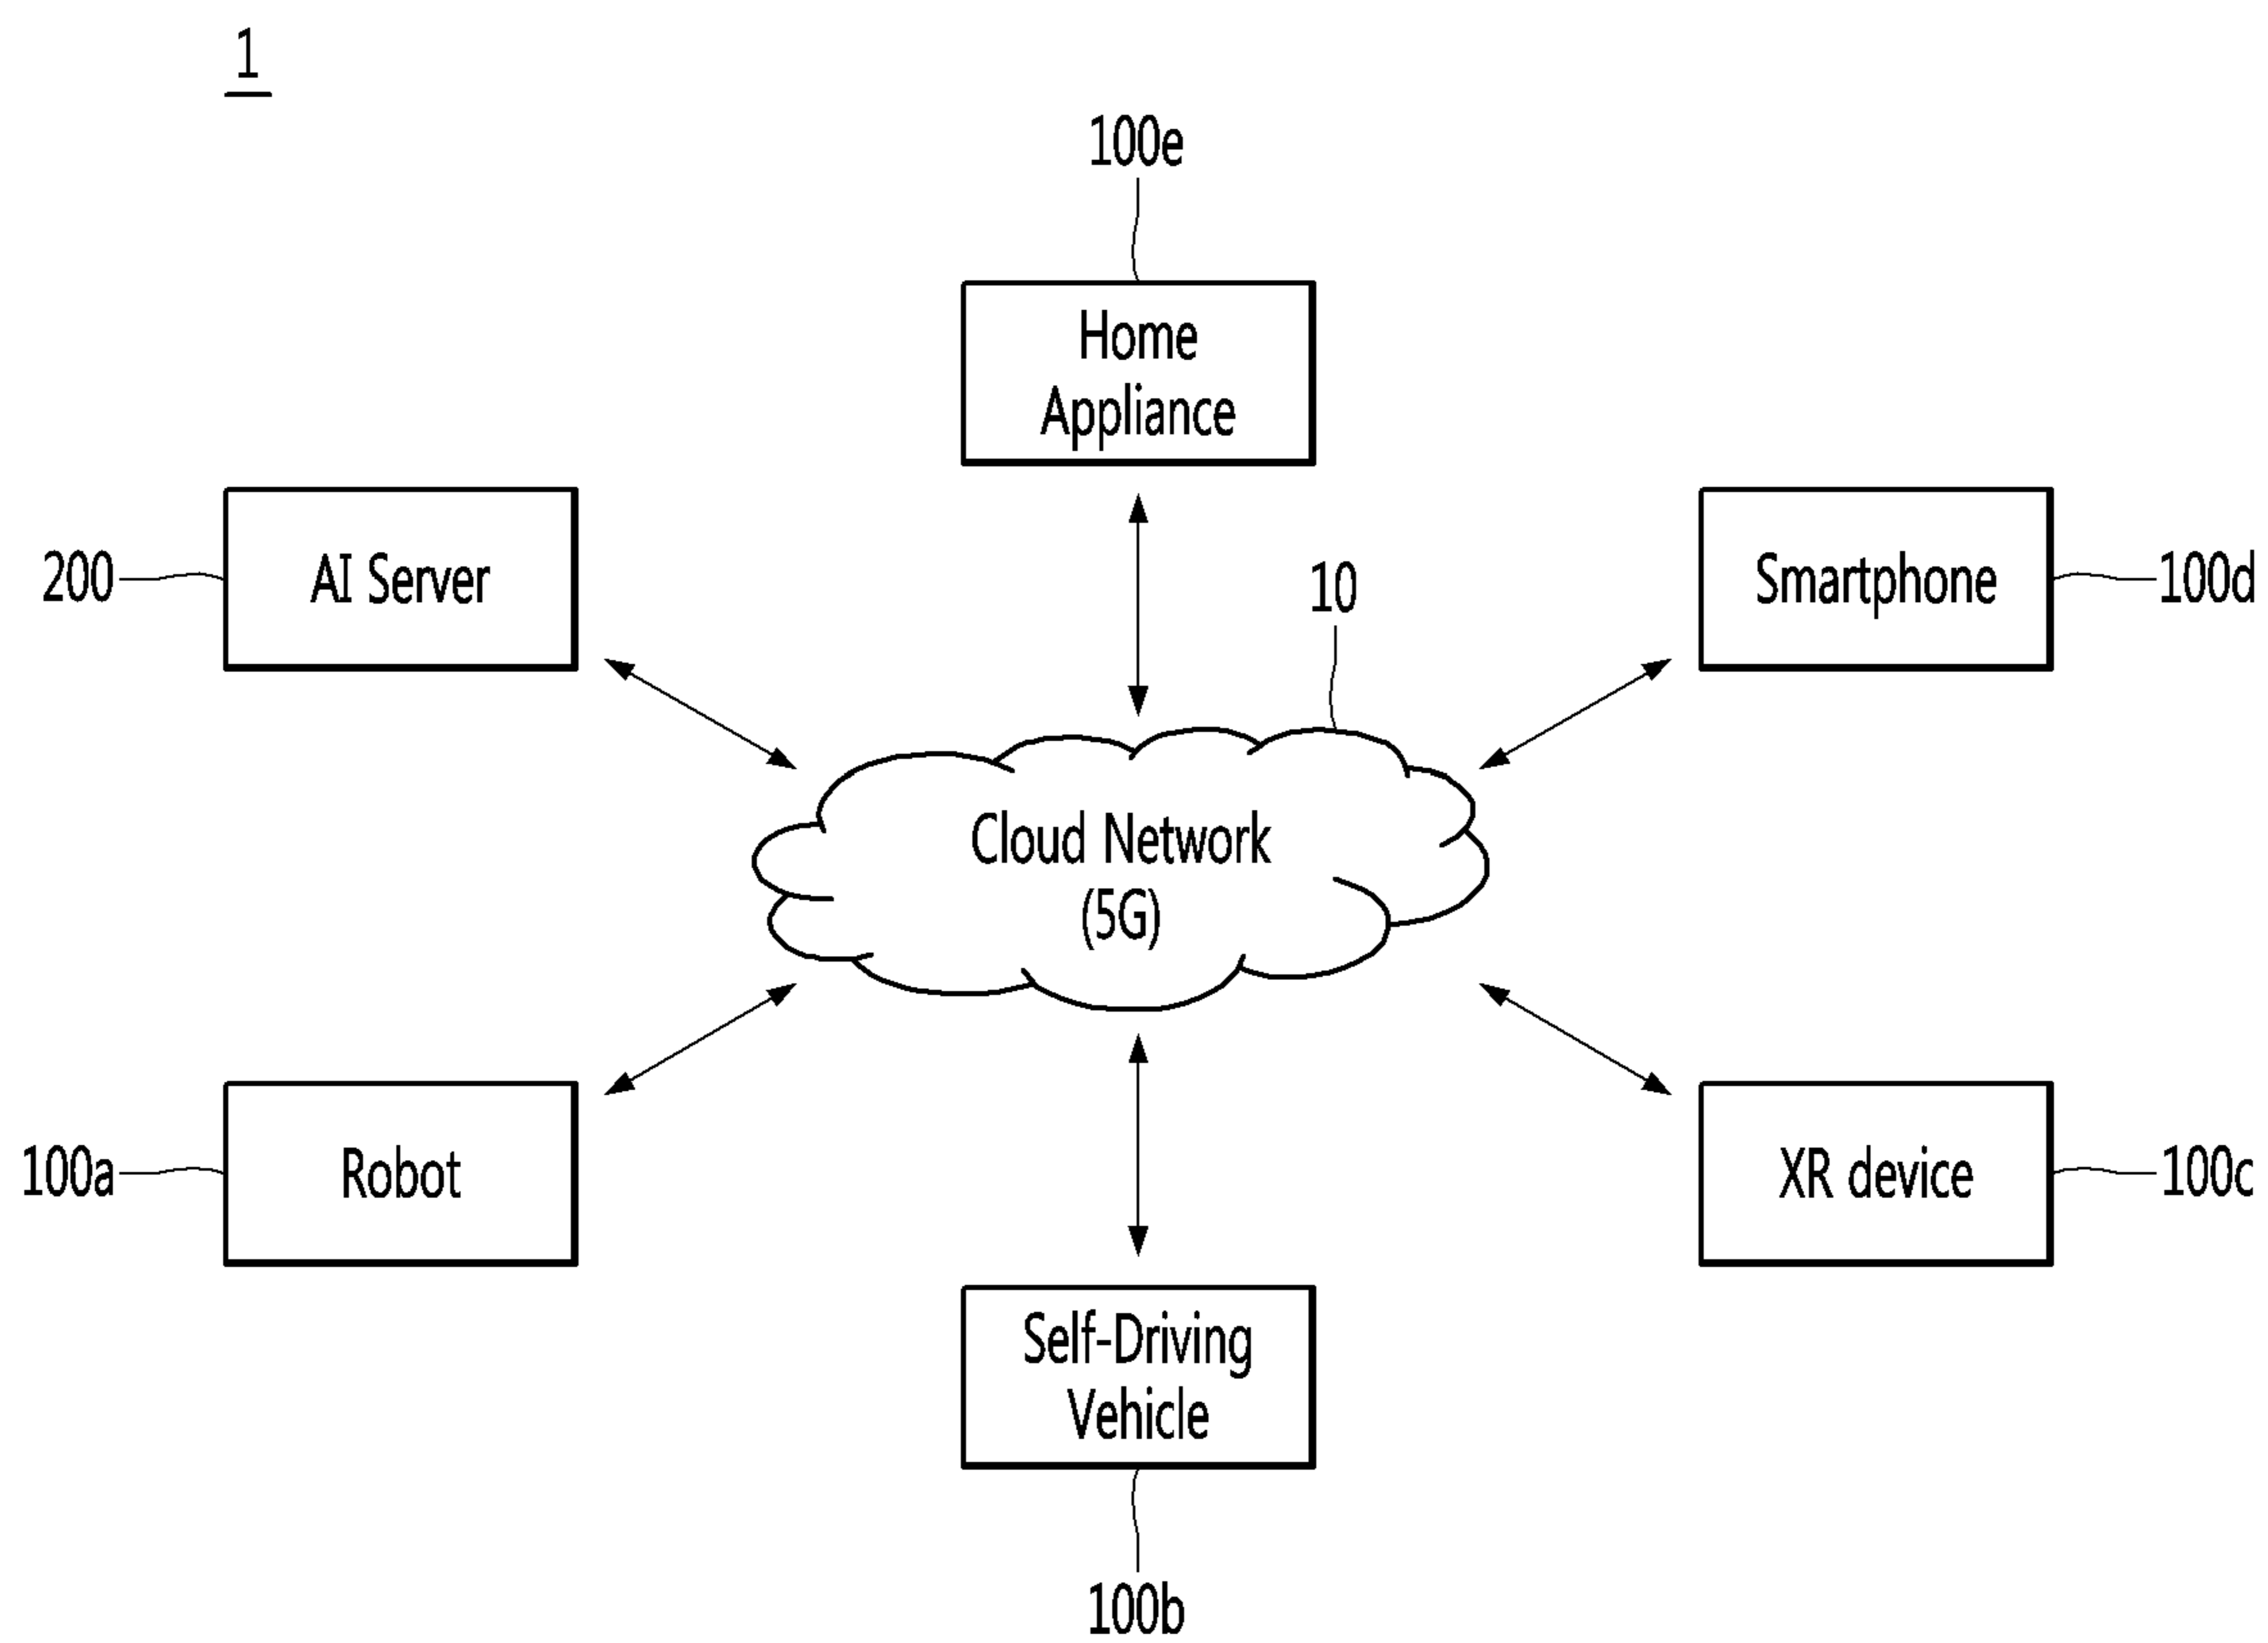 1
100e
Home
Appliance
200
AI Server
Smartphone
100d
10
Cloud Network
(5G)
100a
Robot
XR device
100c
Self-Driving
Vehicle
100b